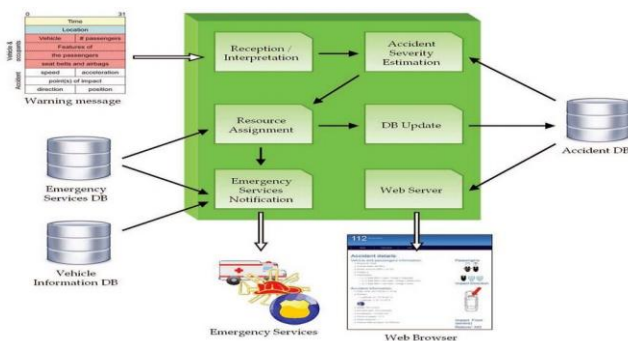 0 31
Time
Location
Vehicle # passengers
Features of
the passengers
seat belts and airbags
speed acceleration
point(s) of impact
direction position
Vehicle &
occupants
Accident
Warning message
Reception /
Interpretation
Accident
Severity
Estimation
Resource
Assignment
DB Update
Emergency
Services
Notification
Web Server
Accident DB
Emergency
Services DB
Vehicle
Information DB
Emergency Services
112
Accident details
Web Browser